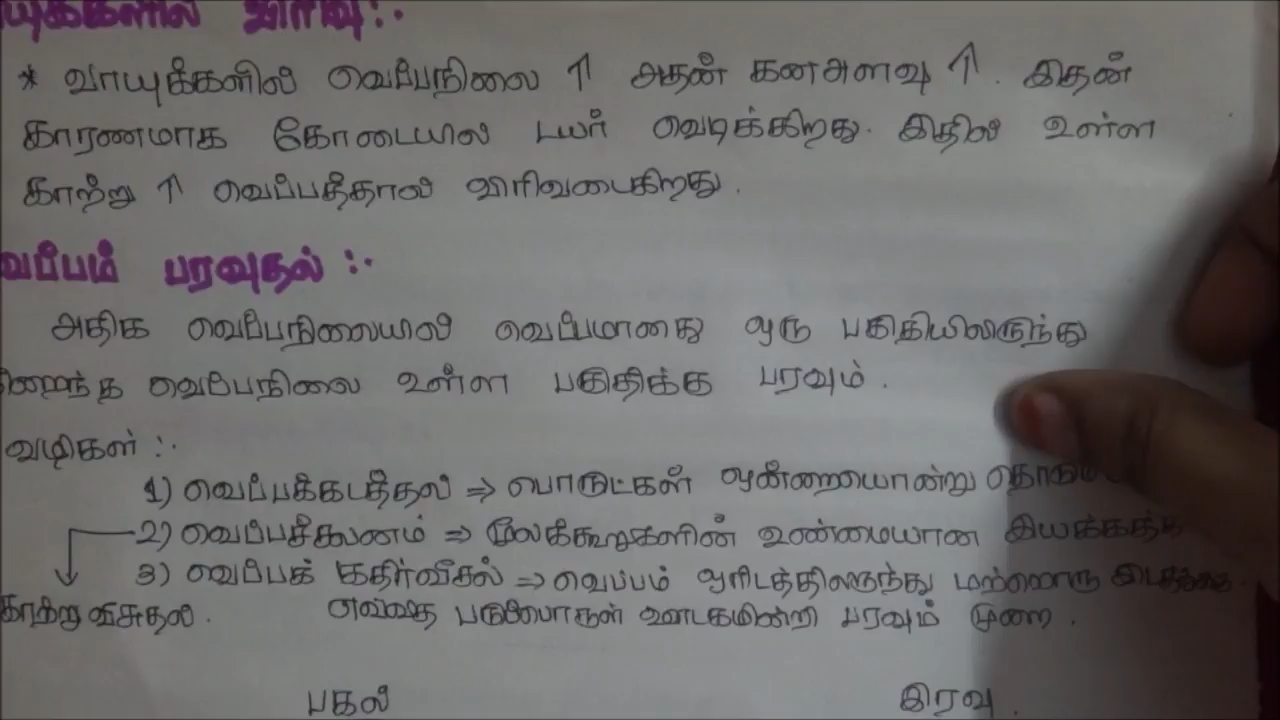 யுக்களில் விரிவு :-
* வாயுக்களில் வெப்பநிலை ↑ அதன் கனஅளவு ↑. இதன்
காரணமாக கோடையில் டயர் வெடிக்கிறது. இதில் உள்ள
காற்று ↑ வெப்பத்தால் விரிவடைகிறது.
வப்பம் பரவுதல் :-
அதிக வெப்பநிலையில் வெப்பமானது ஒரு பகுதியிலிருந்து
குறைந்த வெப்பநிலை உள்ள பகுதிக்கு பரவும்.
வழிகள் :-
1) வெப்பக்கடத்தல் ⇒ பொருட்கள் ஒன்றையொன்று
2) வெப்பச்சலனம் ⇒ மூலக்கூறுகளின் உண்மையான இயக்கத்த
3) வெப்பக் கதிர்வீசல் ⇒ வெப்பம் ஓரிடத்திலிருந்து மற்றொரு
காற்று வீசுதல். எவ்வித பருப்பொருள் ஊடகமின்றி பரவும் முறை.
பகல் இரவு.